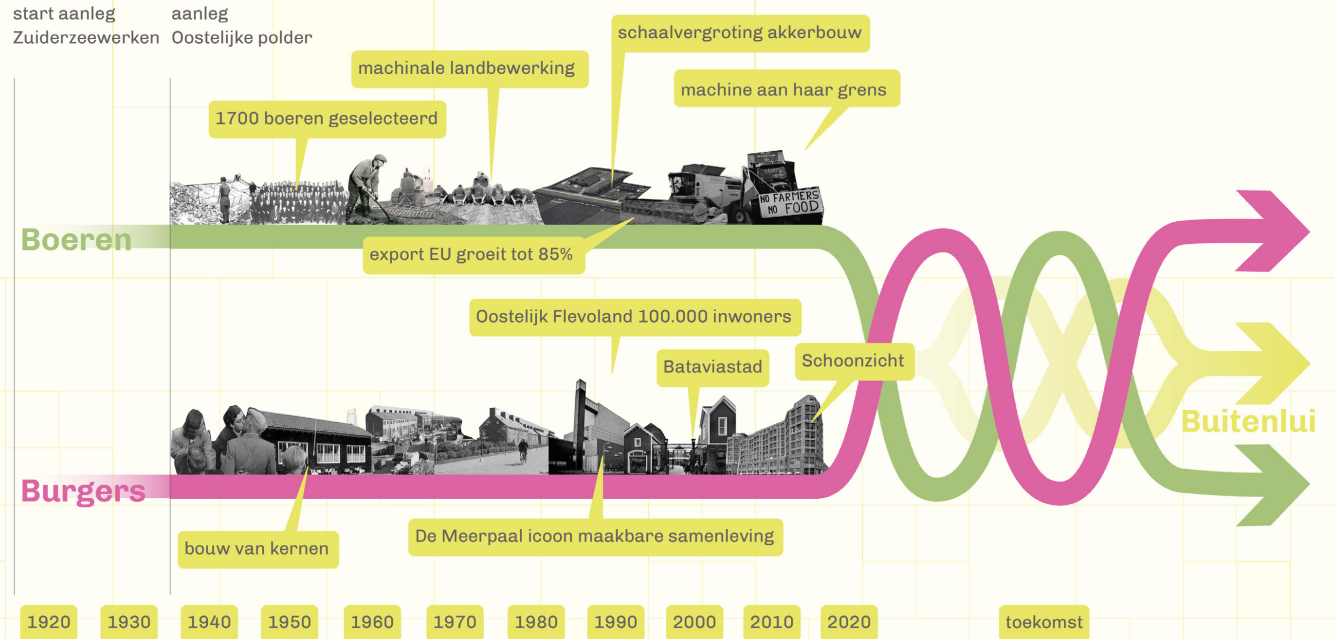 start aanleg
Zuiderzeewerken
aanleg
Oostelijke polder
schaalvergroting akkerbouw
machinale landbewerking
machine aan haar grens
1700 boeren geselecteerd
NO FARMERS
NO FOOD
Boeren
export EU groeit tot 85%
Oostelijk Flevoland 100.000 inwoners
Bataviastad
Schoonzicht
Buitenlui
Burgers
De Meerpaal icoon maakbare samenleving
bouw van kernen
1920
1930
1940
1950
1960
1970
1980
1990
2000
2010
2020
toekomst